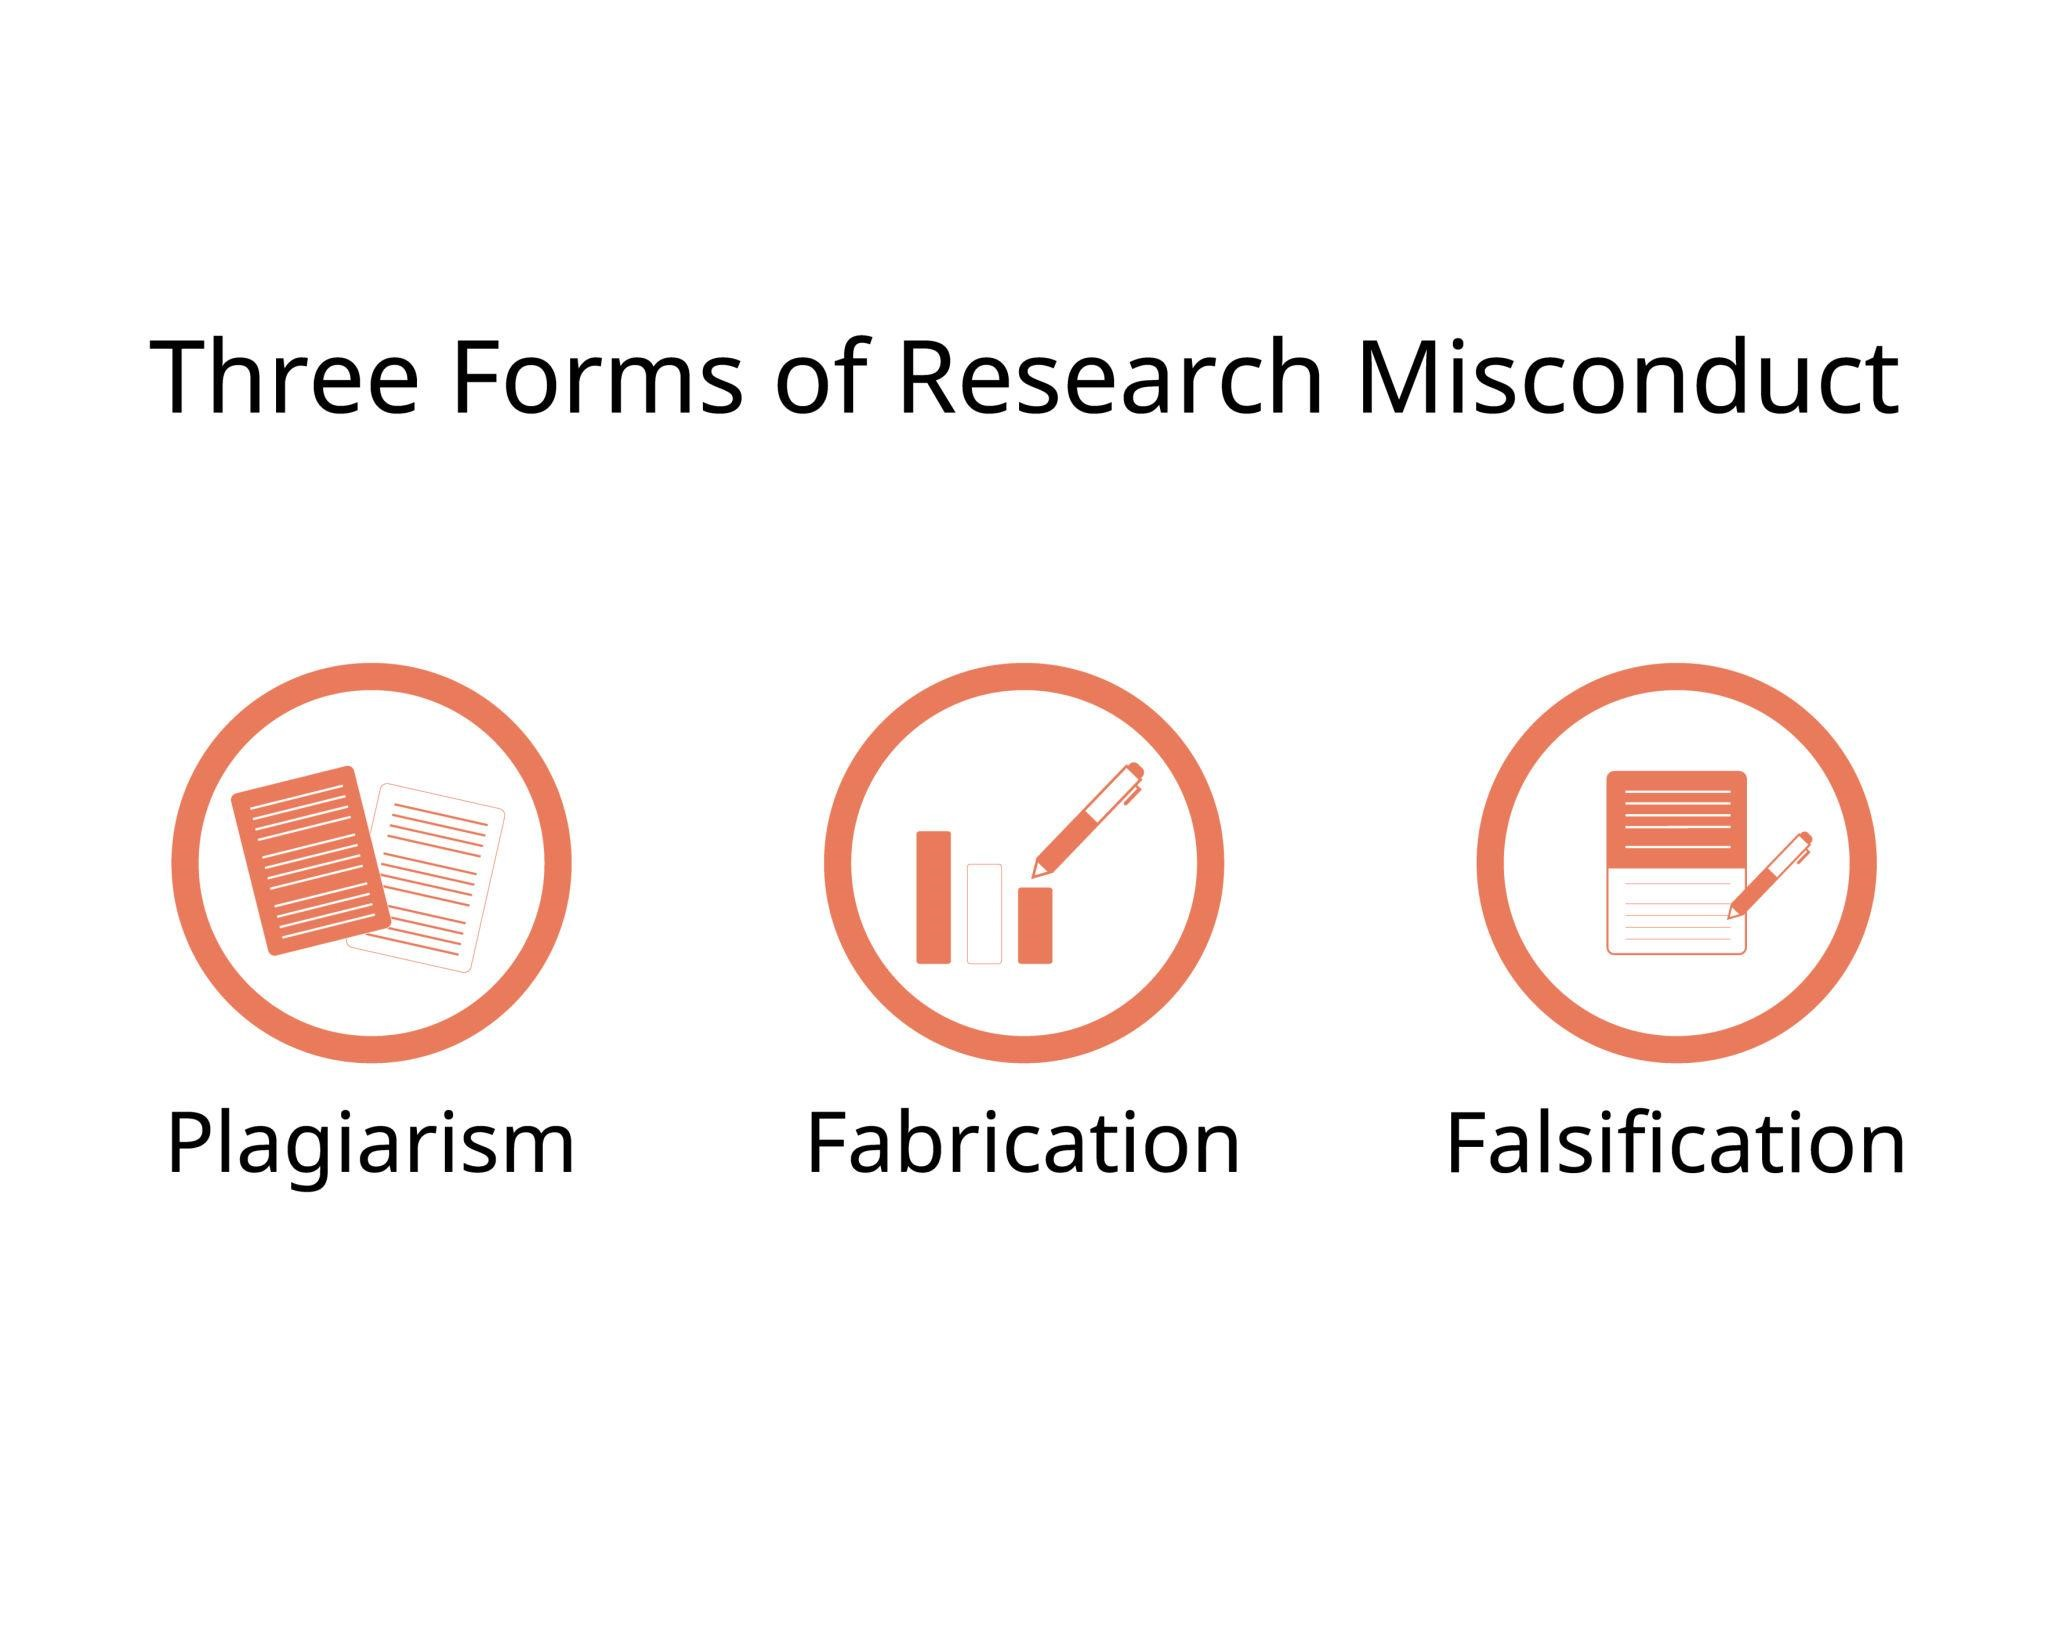 Three Forms of Research Misconduct
Plagiarism
Fabrication
Falsification